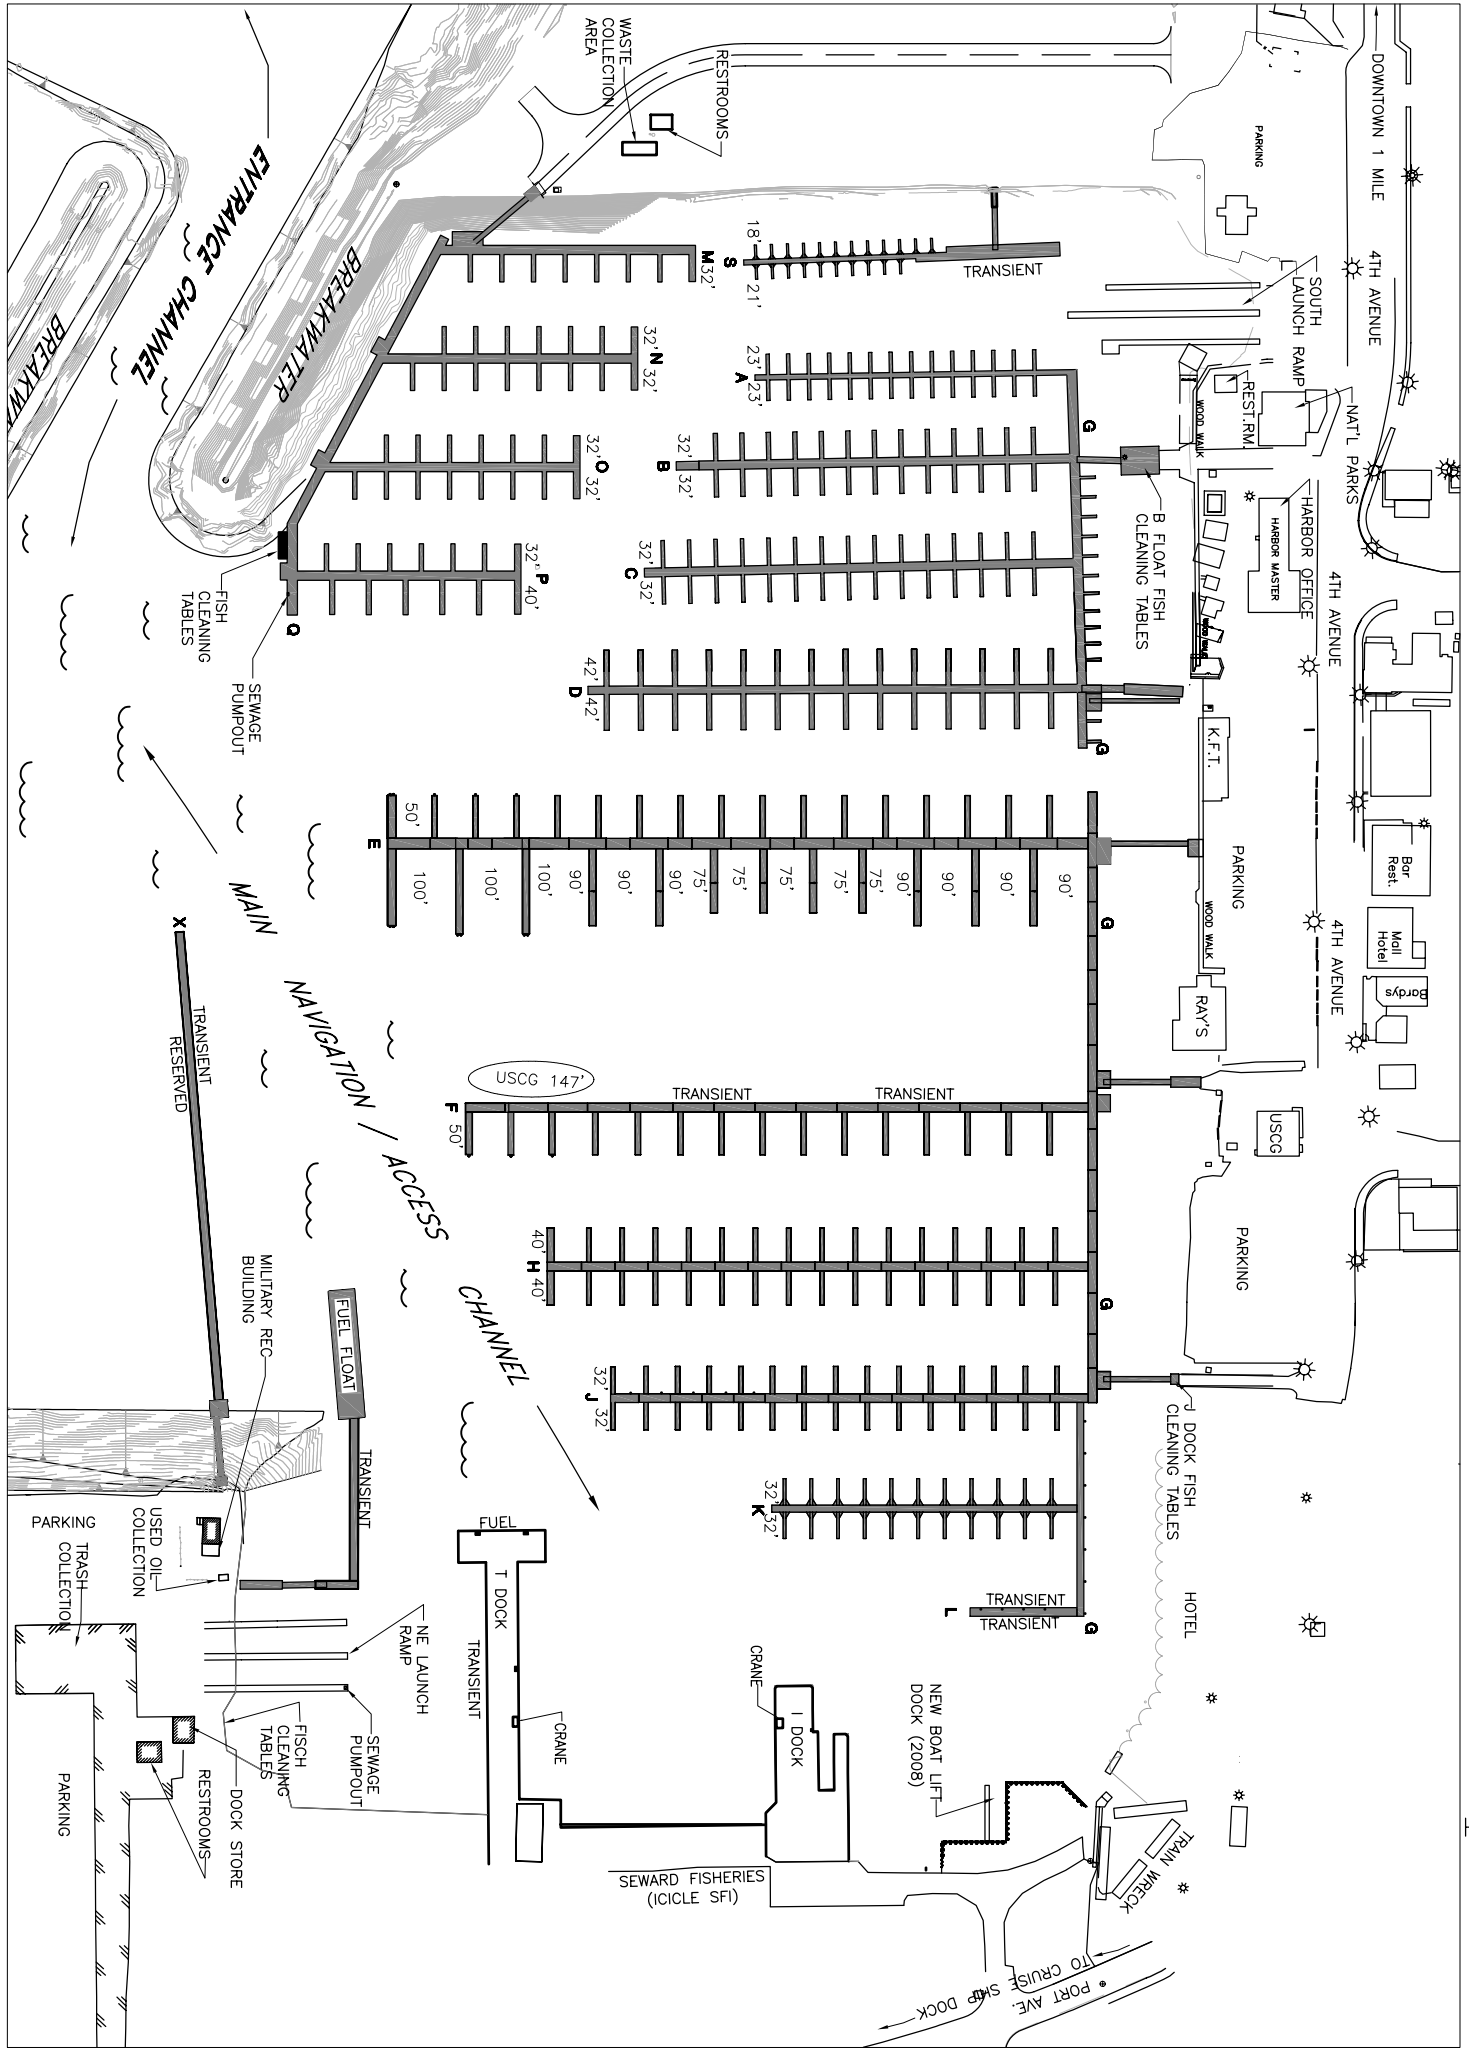 DOWNTOWN 1 MILE
4TH AVENUE
PARKING
WASTE
COLLECTION
AREA
RESTROOMS
SOUTH
LAUNCH RAMP
NAT'L PARKS
REST.RM.
WOOD WALK
ENTRANCE CHANNEL
BREAKWATER
BREAKWA
M
32'
18'
S
21'
TRANSIENT
32'
N
32'
23'
A
23'
G
32'
O
32'
32'
B
32'
B FLOAT FISH
CLEANING TABLES
HARBOR OFFICE
HARBOR MASTER
4TH AVENUE
32'
P
40'
Q
32'
C
32'
FISH
CLEANING
TABLES
SEWAGE
PUMPOUT
42'
D
42'
G
K.F.T.
PARKING
WOOD WALK
Bar
Rest.
Mall
Hotel
Bardys
4TH AVENUE
RAY'S
50'
E
100'
100'
100'
90'
90'
90'
75'
75'
75'
75'
90'
90'
90'
90'
G
MAIN
NAVIGATION / ACCESS
CHANNEL
X
TRANSIENT
RESERVED
USCG 147'
TRANSIENT
TRANSIENT
F
50'
USCG
PARKING
40'
H
40'
G
MILITARY REC
BUILDING
FUEL FLOAT
TRANSIENT
32'
J
32'
J DOCK FISH
CLEANING TABLES
32'
K
32'
HOTEL
TRANSIENT
TRANSIENT
L
G
PARKING
TRASH
COLLECTION
USED OIL
COLLECTION
FUEL
T DOCK
TRANSIENT
NE LAUNCH
RAMP
SEWAGE
PUMPOUT
FISCH
CLEANING
TABLES
DOCK STORE
RESTROOMS
PARKING
CRANE
CRANE
I DOCK
NEW BOAT LIFT
DOCK (2008)
SEWARD FISHERIES
(ICICLE SFI)
TRAIN WRECK
TO CRUISE SHIP DOCK
PORT AVE.